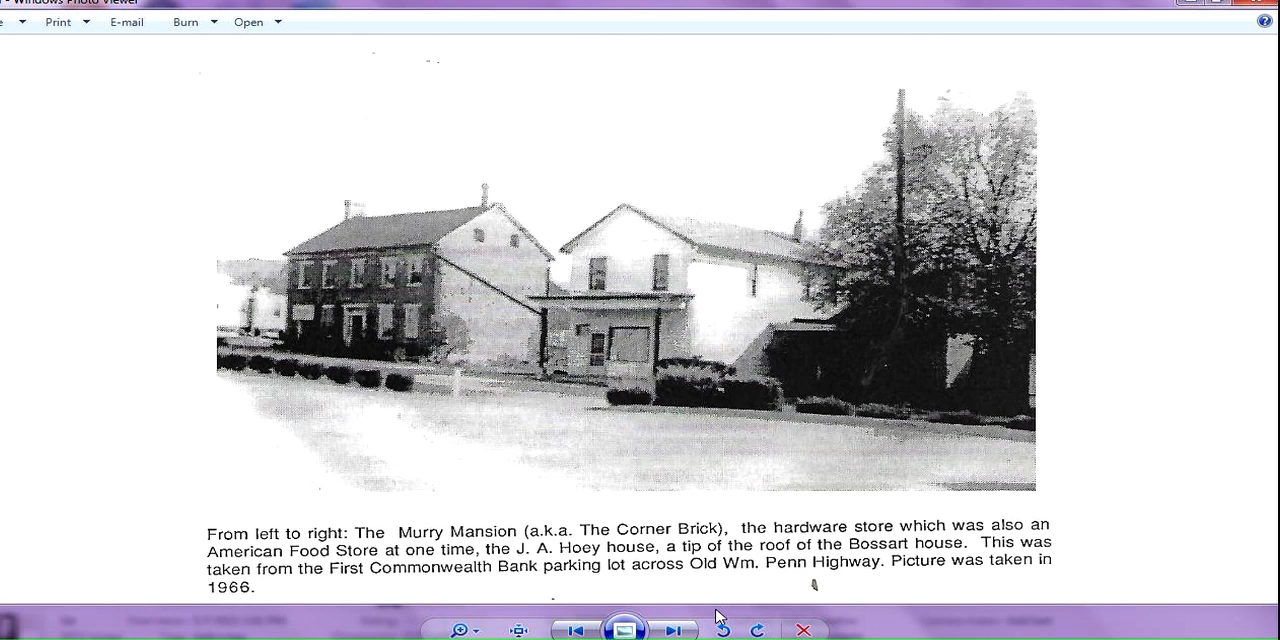 - Windows Photo Viewer
Print E-mail Burn Open
From left to right: The Murry Mansion (a.k.a. The Corner Brick), the hardware store which was also an
American Food Store at one time, the J. A. Hoey house, a tip of the roof of the Bossart house. This was
taken from the First Commonwealth Bank parking lot across Old Wm. Penn Highway. Picture was taken in
1966.